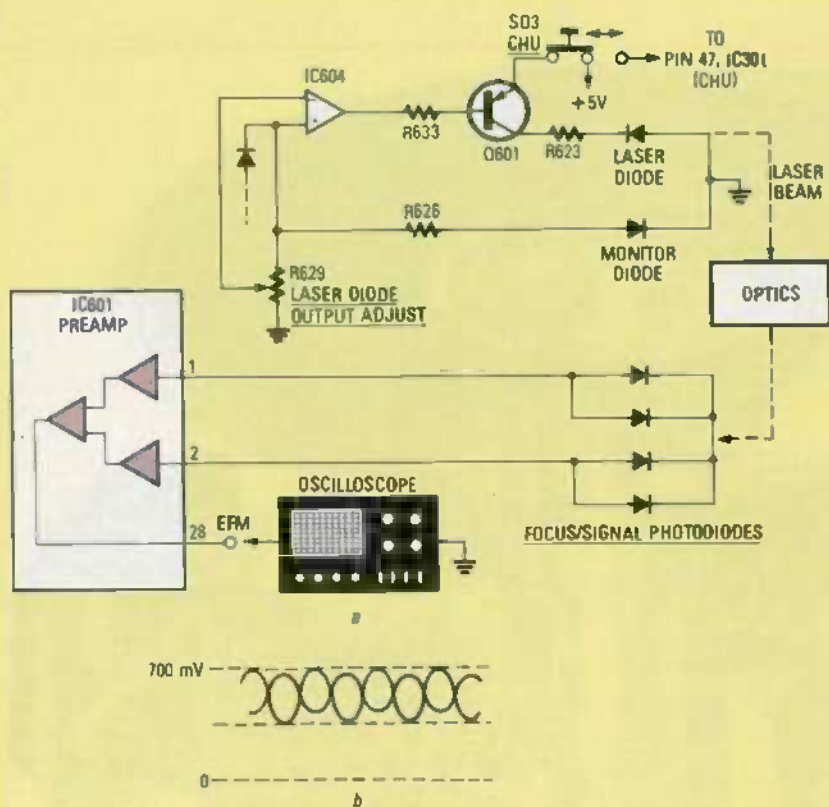 S03
CHU
TO
PIN 47, IC301
(CHU)
+5V
IC604
R633
Q601
R623
LASER
DIODE
LASER
BEAM
R626
MONITOR
DIODE
R629
LASER DIODE
OUTPUT ADJUST
OPTICS
IC601
PREAMP
1
2
28
EFM
OSCILLOSCOPE
FOCUS/SIGNAL PHOTODIODES
a
700 mV
0
b